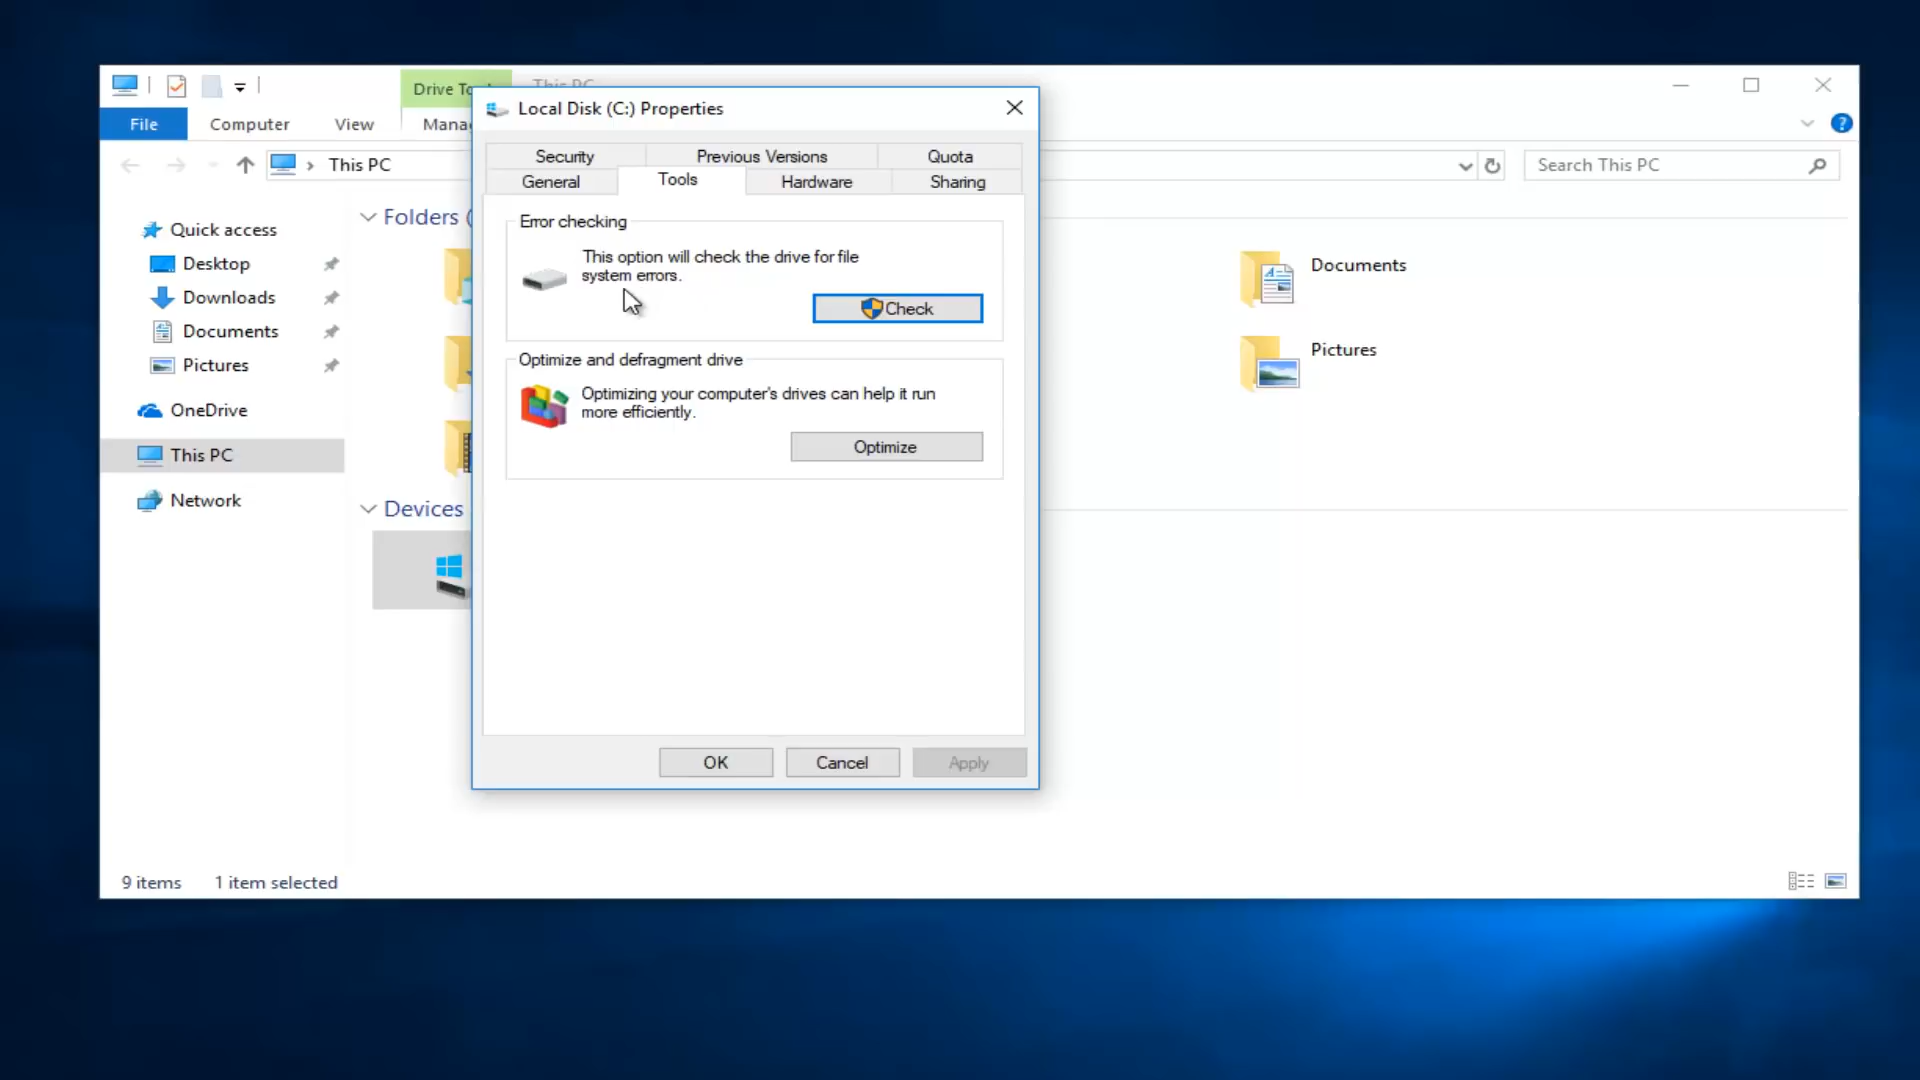 Drive To
This PC
File
Computer
View
Mana
This PC
Search This PC
Quick access
Desktop
Downloads
Documents
Pictures
OneDrive
This PC
Network
Folders (
Devices
Documents
Pictures
Local Disk (C:) Properties
Security
Previous Versions
Quota
General
Tools
Hardware
Sharing
Error checking
This option will check the drive for file
system errors.
Check
Optimize and defragment drive
Optimizing your computer's drives can help it run
more efficiently.
Optimize
OK
Cancel
Apply
9 items
1 item selected